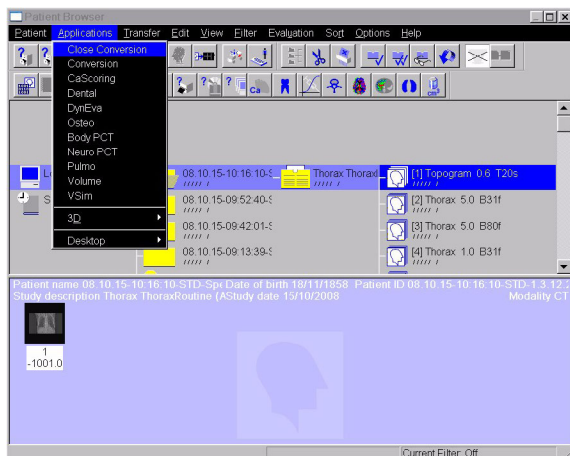 Patient Browser
Patient Applications Transfer Edit View Filter Evaluation Sort Options Help
Close Conversion
Conversion
CaScoring
Dental
DynEva
Osteo
Body PCT
Neuro PCT
Pulmo
Volume
VSim
3D
Desktop
Ca
08.10.15-10:16:10-S Thorax Thoraxl [1] Topogram 0.6 T20s
///// / ///// / ///// /
08.10.15-09:52:40-S [2] Thorax 5.0 B31f
///// / ///// /
08.10.15-09:42:01-S [3] Thorax 5.0 B80f
///// / ///// /
08.10.15-09:13:39-S [4] Thorax 1.0 B31f
///// / ///// /
Patient name 08.10.15-10:16:10-STD-Spe Date of birth 18/11/1858 Patient ID 08.10.15-10:16:10-STD-1.3.12.2
Study description Thorax ThoraxRoutine (A Study date 15/10/2008 Modality CT
1
-1001.0
Current Filter: Off